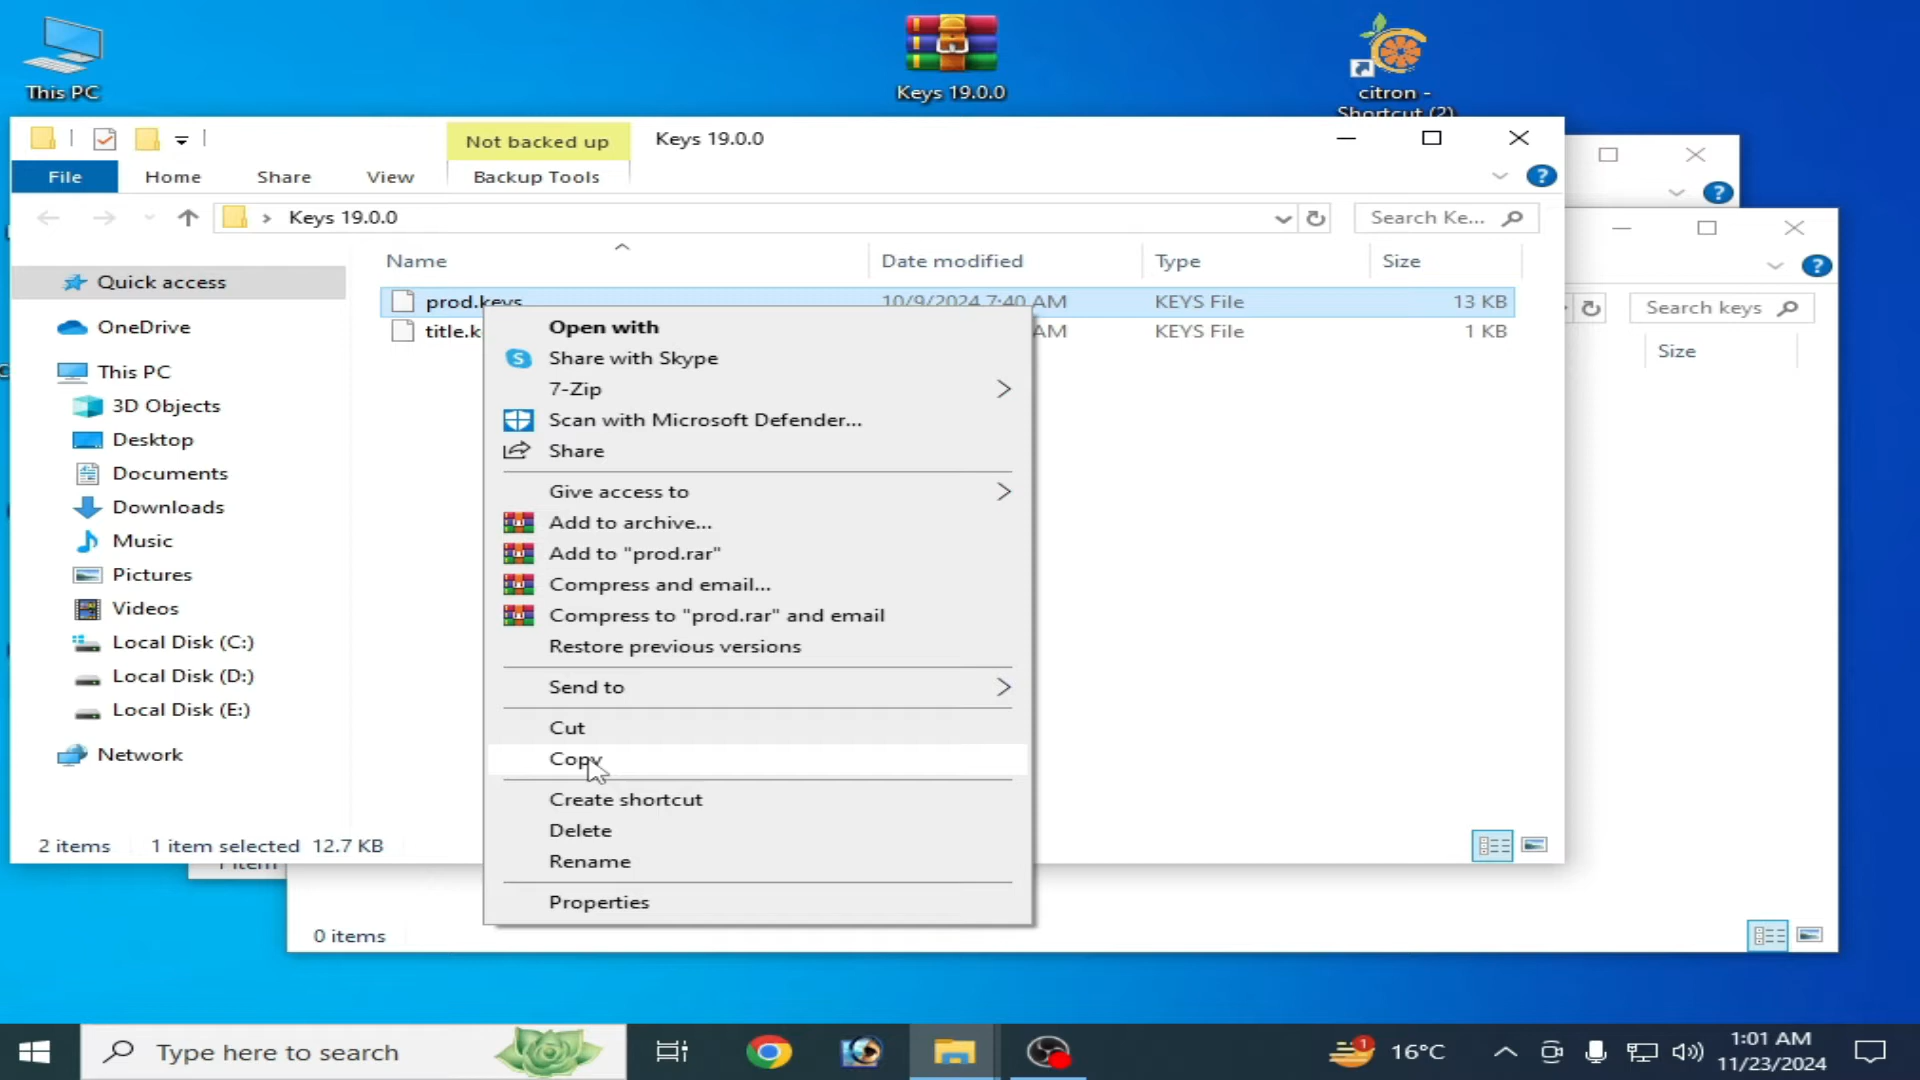 This PC
Keys 19.0.0
citron -
Shortcut (2)
Not backed up
Keys 19.0.0
File
Home
Share
View
Backup Tools
Keys 19.0.0
Search Ke...
Name
Date modified
Type
Size
Quick access
prod.keys
10/9/2024 7:40 AM
KEYS File
13 KB
title.k
AM
KEYS File
1 KB
OneDrive
This PC
3D Objects
Desktop
Documents
Downloads
Music
Pictures
Videos
Local Disk (C:)
Local Disk (D:)
Local Disk (E:)
Network
2 items
1 item selected 12.7 KB
Open with
Share with Skype
7-Zip
Scan with Microsoft Defender...
Share
Give access to
Add to archive...
Add to "prod.rar"
Compress and email...
Compress to "prod.rar" and email
Restore previous versions
Send to
Cut
Copy
Create shortcut
Delete
Rename
Properties
Search keys
Size
1 item
0 items
Type here to search
1
16°C
1:01 AM
11/23/2024